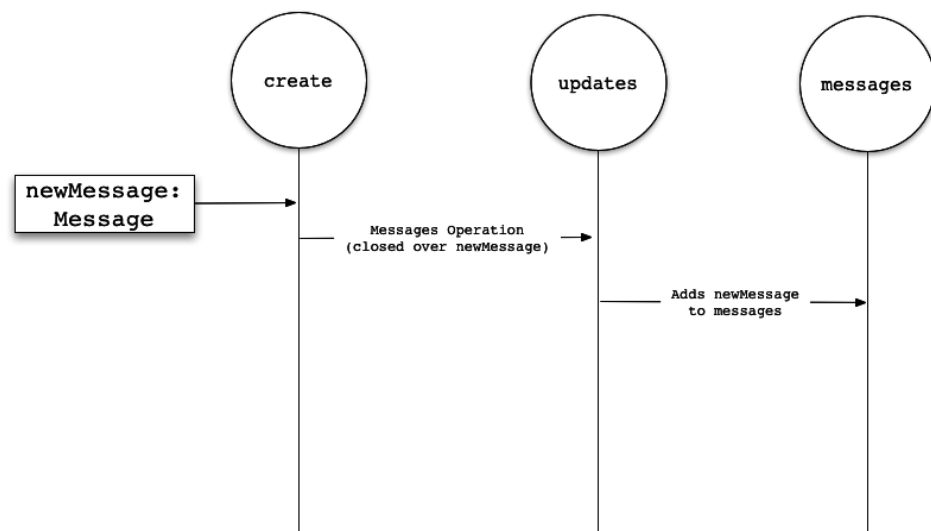 create
updates
messages
newMessage:
Message
Messages Operation
(closed over newMessage)
Adds newMessage
to messages